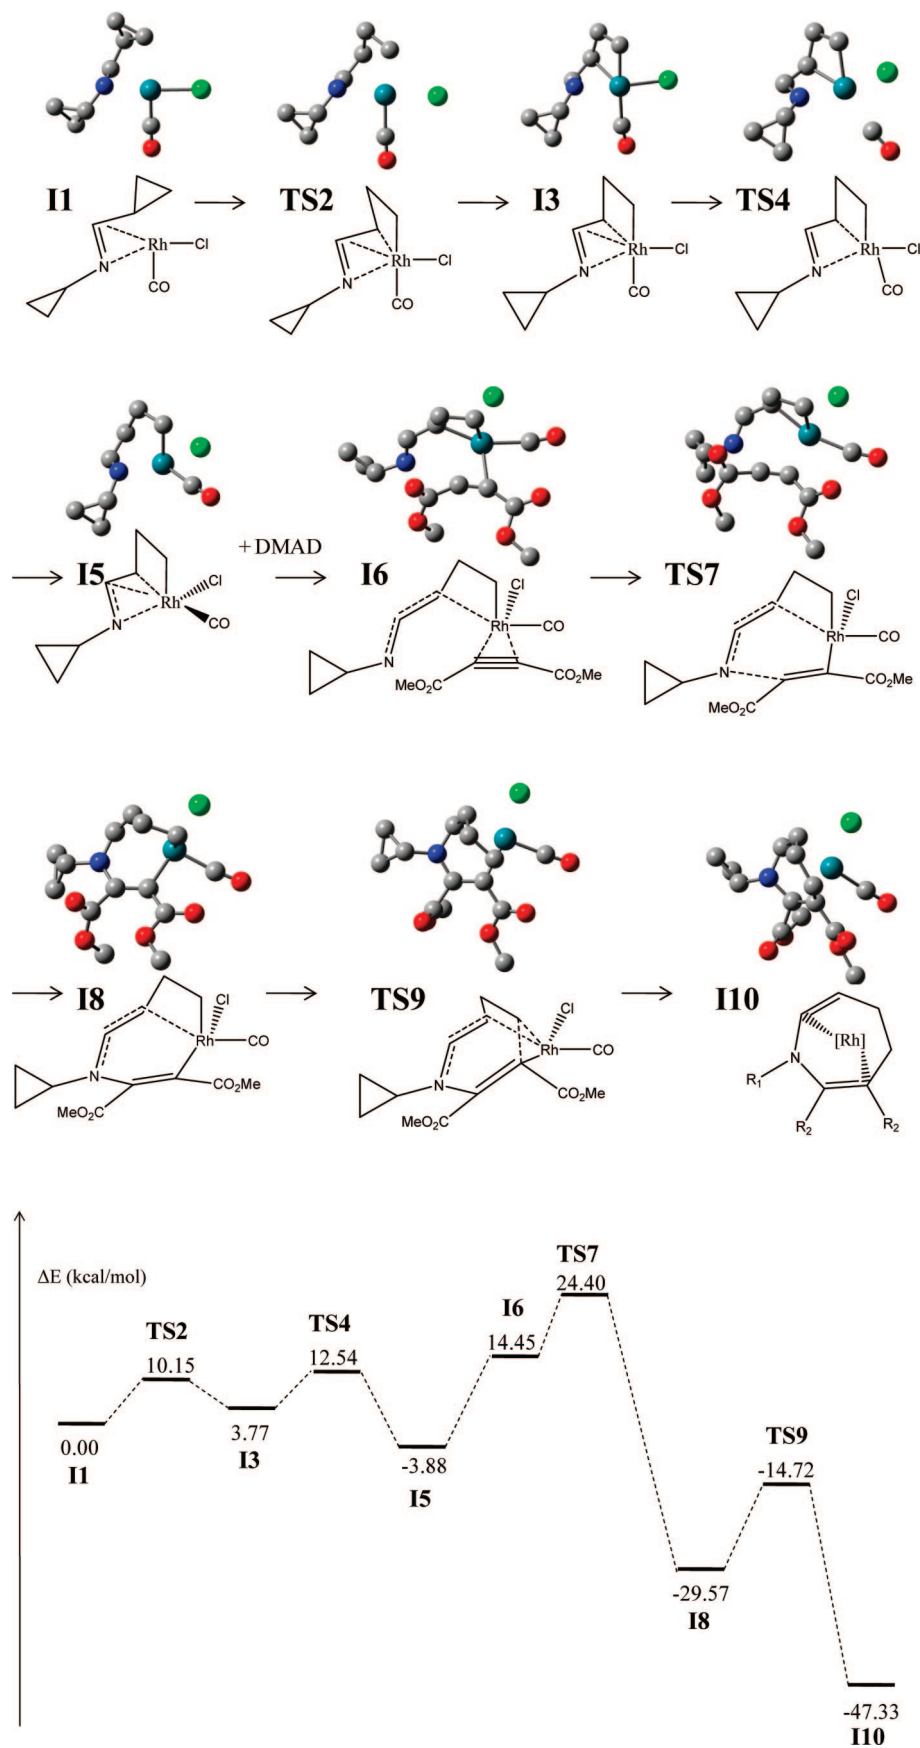 I1
TS2
I3
TS4
Rh
Cl
N
CO
Rh
Cl
N
CO
Rh
Cl
N
CO
Rh
Cl
N
CO
I5
+ DMAD
I6
TS7
Cl
Rh
N
CO
Cl
Rh
CO
N
MeO₂C
CO₂Me
Cl
Rh
CO
N
MeO₂C
CO₂Me
I8
TS9
I10
Cl
Rh
CO
N
MeO₂C
CO₂Me
Cl
Rh
CO
N
MeO₂C
CO₂Me
[Rh]
N
R₁
R₂
R₂
ΔE (kcal/mol)
TS7
24.40
I6
14.45
TS2
10.15
TS4
12.54
0.00
I1
3.77
I3
-3.88
I5
TS9
-14.72
-29.57
I8
-47.33
I10